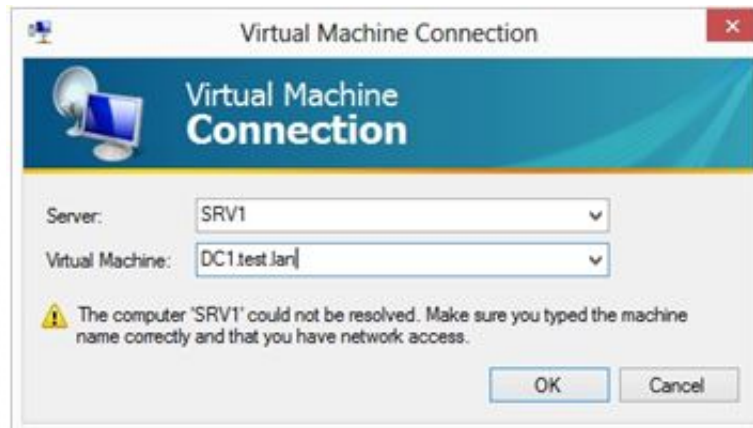 Virtual Machine Connection
Virtual Machine
Connection
Server: SRV1
Virtual Machine: DC1.test.lan
The computer 'SRV1' could not be resolved. Make sure you typed the machine
name correctly and that you have network access.
OK Cancel